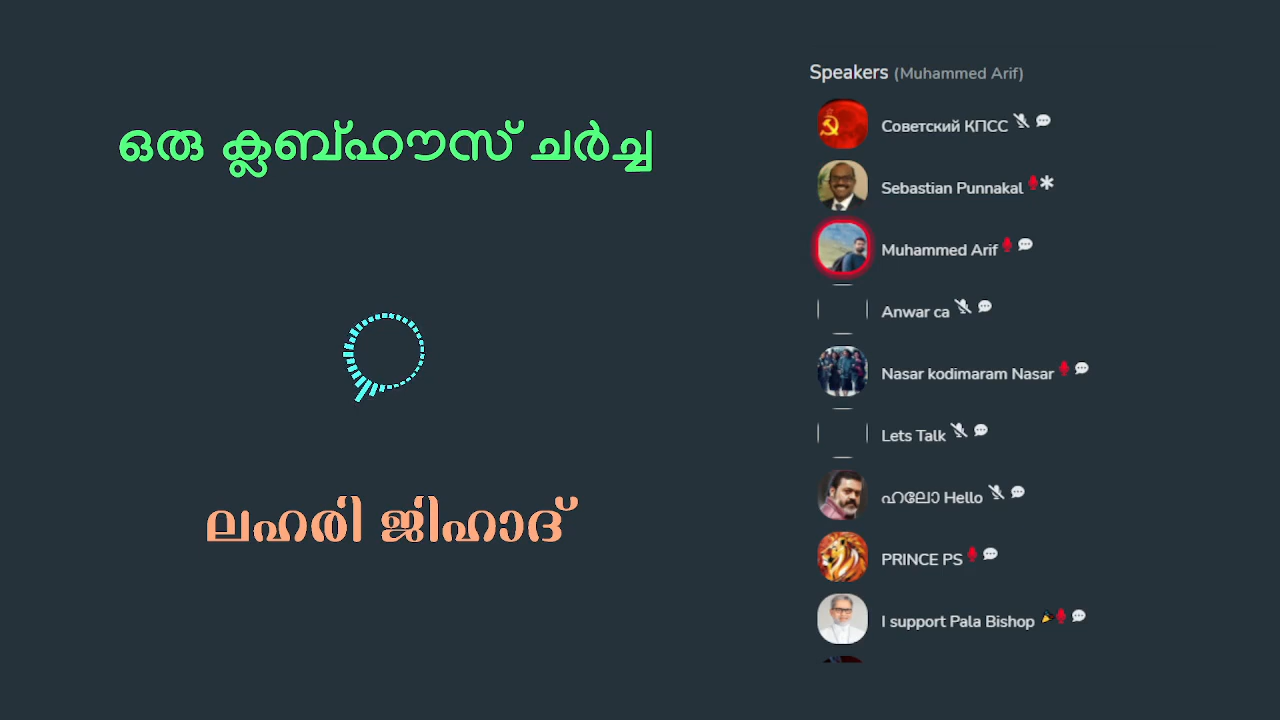 ഒരു ക്ലബ്ഹൗസ് ചർച്ച
ലഹരി ജിഹാദ്
Speakers (Muhammed Arif)
Советский КПСС
Sebastian Punnakal
Muhammed Arif
Anwar ca
Nasar kodimaram Nasar
Lets Talk
ഹലോ Hello
PRINCE PS
I support Pala Bishop